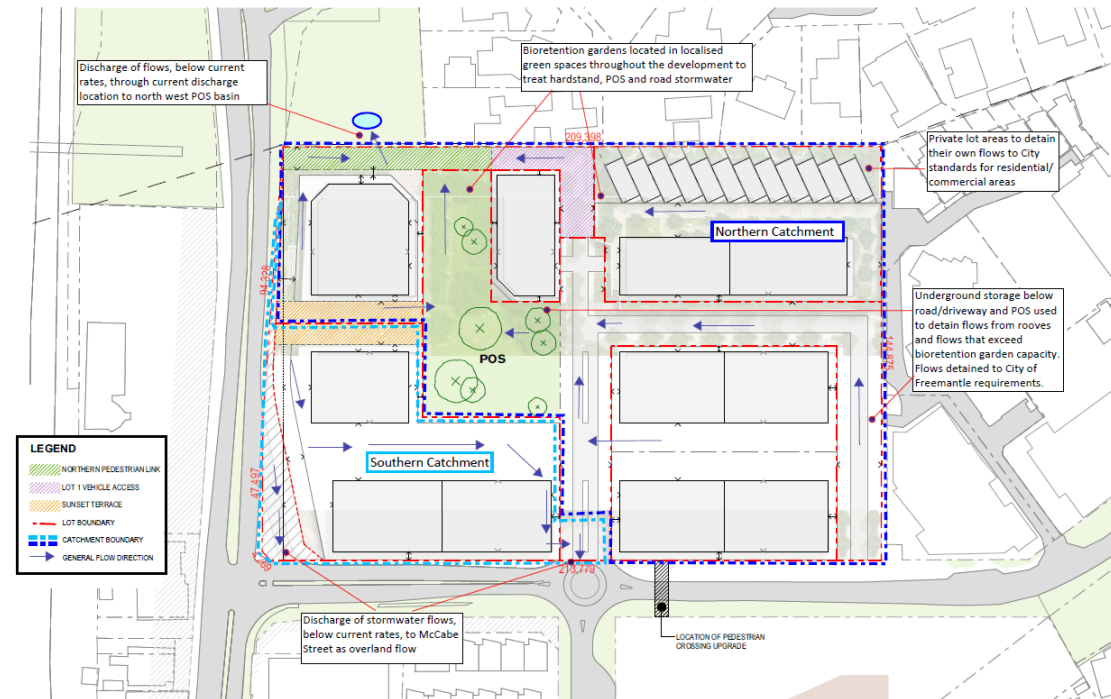 Discharge of flows, below current
rates, through current discharge
location to north west POS basin
Bioretention gardens located in localised
green spaces throughout the development to
treat hardstand, POS and road stormwater
209,398
Private lot areas to detain
their own flows to City
standards for residential/
commercial areas
Northern Catchment
94,328
Underground storage below
road/driveway and POS used
to detain flows from rooves
and flows that exceed
bioretention garden capacity.
Flows detained to City of
Freemantle requirements.
144,875
POS
LEGEND
NORTHERN PEDESTRIAN LINK
LOT 1 VEHICLE ACCESS
SUNSET TERRACE
LOT BOUNDARY
CATCHMENT BOUNDARY
GENERAL FLOW DIRECTION
Southern Catchment
47,497
213,779
Discharge of stormwater flows,
below current rates, to McCabe
Street as overland flow
LOCATION OF PEDESTRIAN
CROSSING UPGRADE